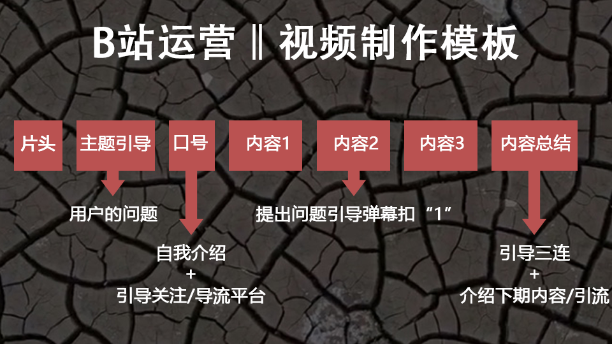 B站运营‖视频制作模板
片头
主题引导
口号
内容1
内容2
内容3
内容总结
用户的问题
提出问题引导弹幕扣“1”
自我介绍
+
引导关注/导流平台
引导三连
+
介绍下期内容/引流